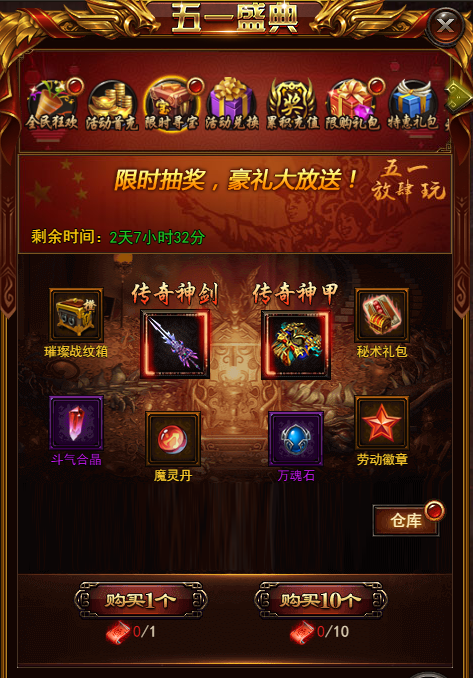 五一盛典
全民狂欢 活动首充 限时寻宝 活动兑换 累积充值 限购礼包 特惠礼包
限时抽奖，豪礼大放送！
五一
放肆玩
剩余时间：2天7小时32分
传奇神剑 传奇神甲
璀璨战纹箱 秘术礼包
斗气合晶 魔灵丹 万魂石 劳动徽章
仓库
购买1个 购买10个
0/1 0/10